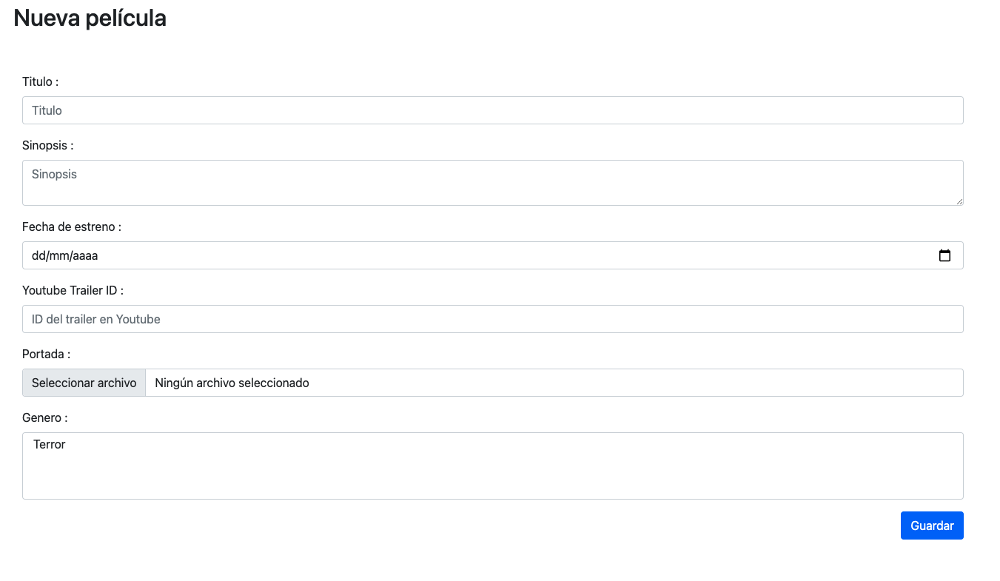 Nueva película
Titulo :
Titulo
Sinopsis :
Sinopsis
Fecha de estreno :
dd/mm/aaaa
Youtube Trailer ID :
ID del trailer en Youtube
Portada :
Seleccionar archivo Ningún archivo seleccionado
Genero :
Terror
Guardar